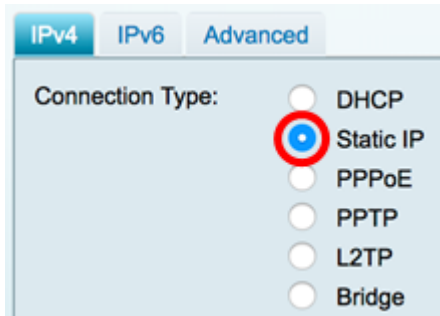 IPv4 IPv6 Advanced
Connection Type: DHCP
Static IP
PPPoE
PPTP
L2TP
Bridge